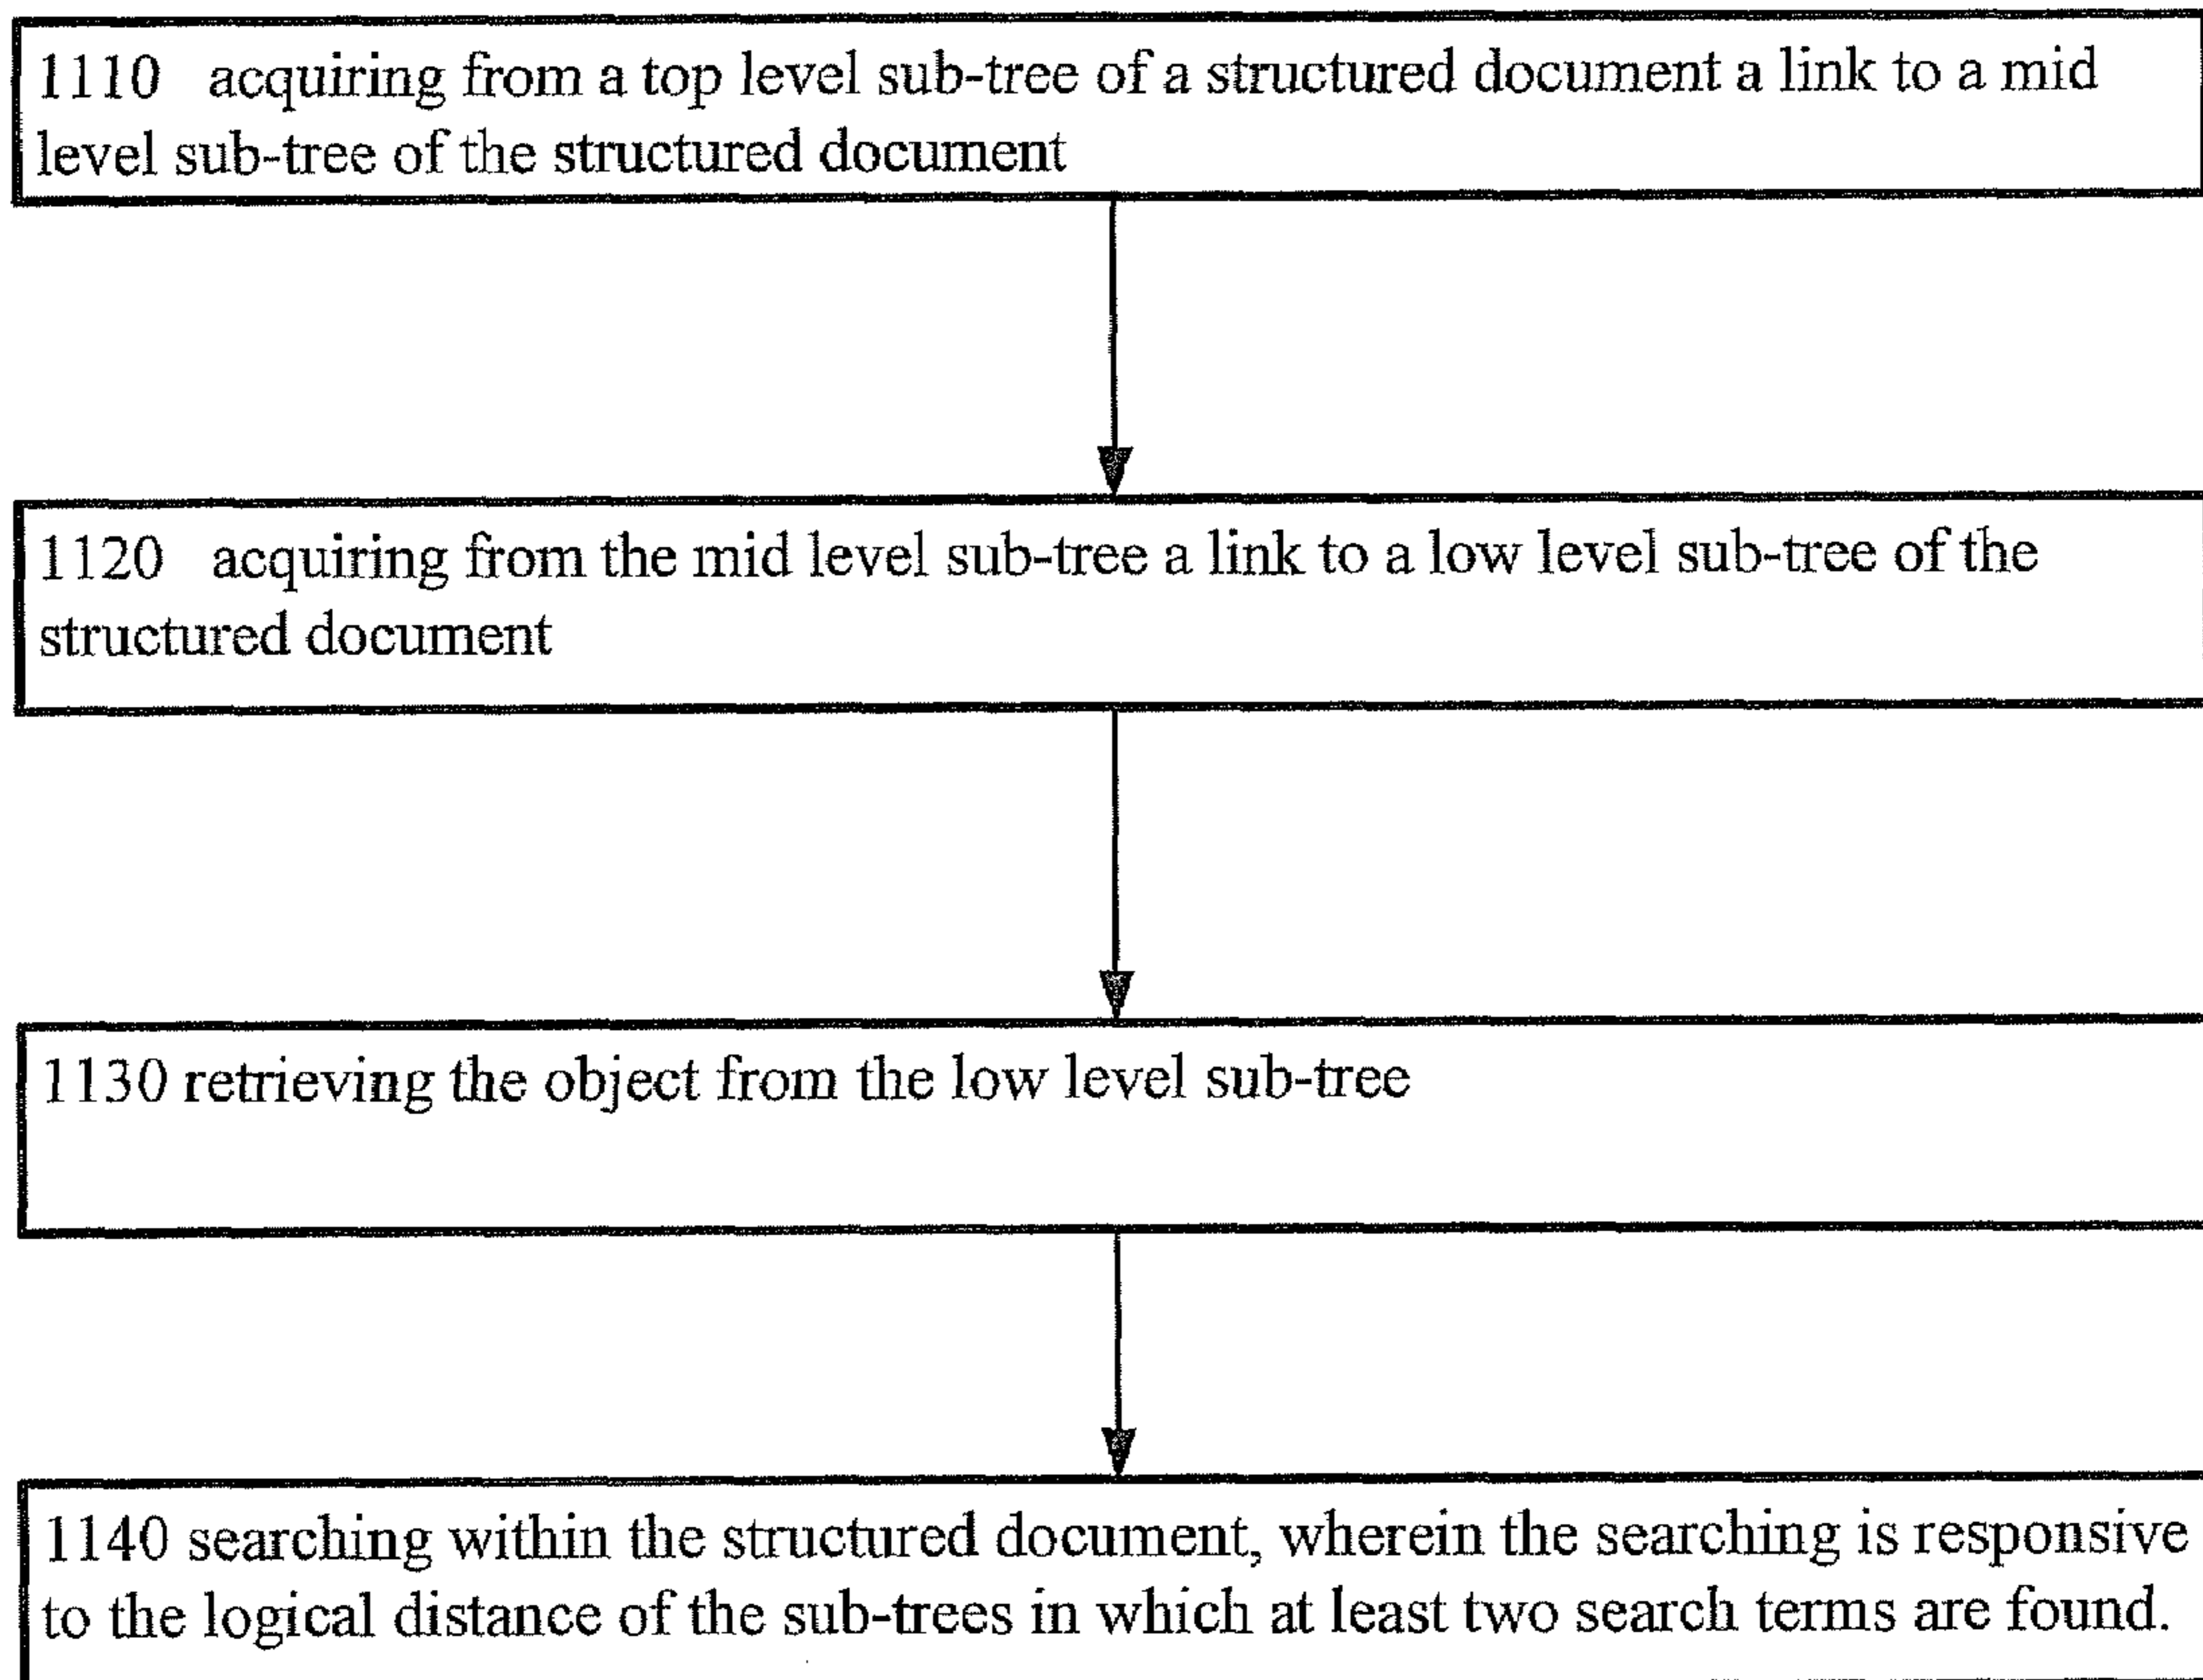 1110 acquiring from a top level sub-tree of a structured document a link to a mid
level sub-tree of the structured document
1120 acquiring from the mid level sub-tree a link to a low level sub-tree of the
structured document
1130 retrieving the object from the low level sub-tree
1140 searching within the structured document, wherein the searching is responsive
to the logical distance of the sub-trees in which at least two search terms are found.